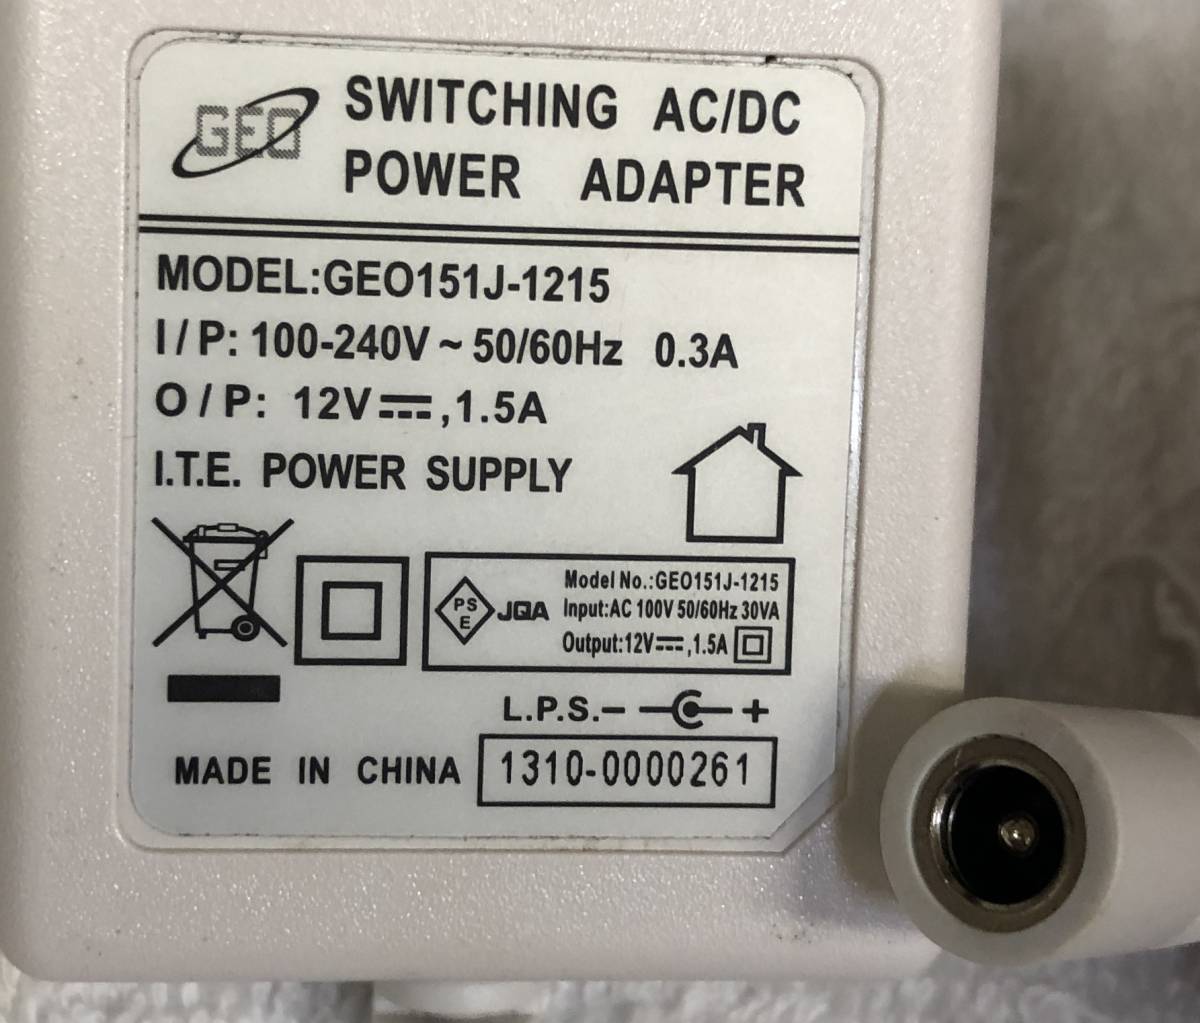 GEO
SWITCHING AC/DC
POWER ADAPTER
MODEL:GEO151J-1215
I/P: 100-240V ~ 50/60Hz 0.3A
O/P: 12V⎓,1.5A
I.T.E. POWER SUPPLY
PS
E
JQA
Model No.:GEO151J-1215
Input:AC 100V 50/60Hz 30VA
Output:12V⎓,1.5A
L.P.S.− +
MADE IN CHINA
1310-0000261